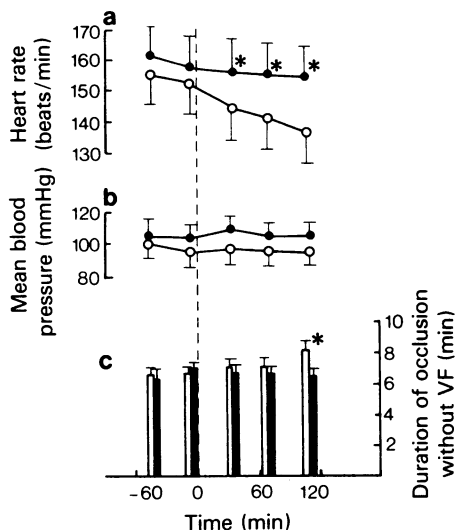 a
170
160
150
140
130
Heart rate
(beats/min)
* * *
b
120
100
80
Mean blood
pressure (mmHg)
c
*
10
8
6
4
2
Duration of occlusion
without VF (min)
-60 0 60 120
Time (min)